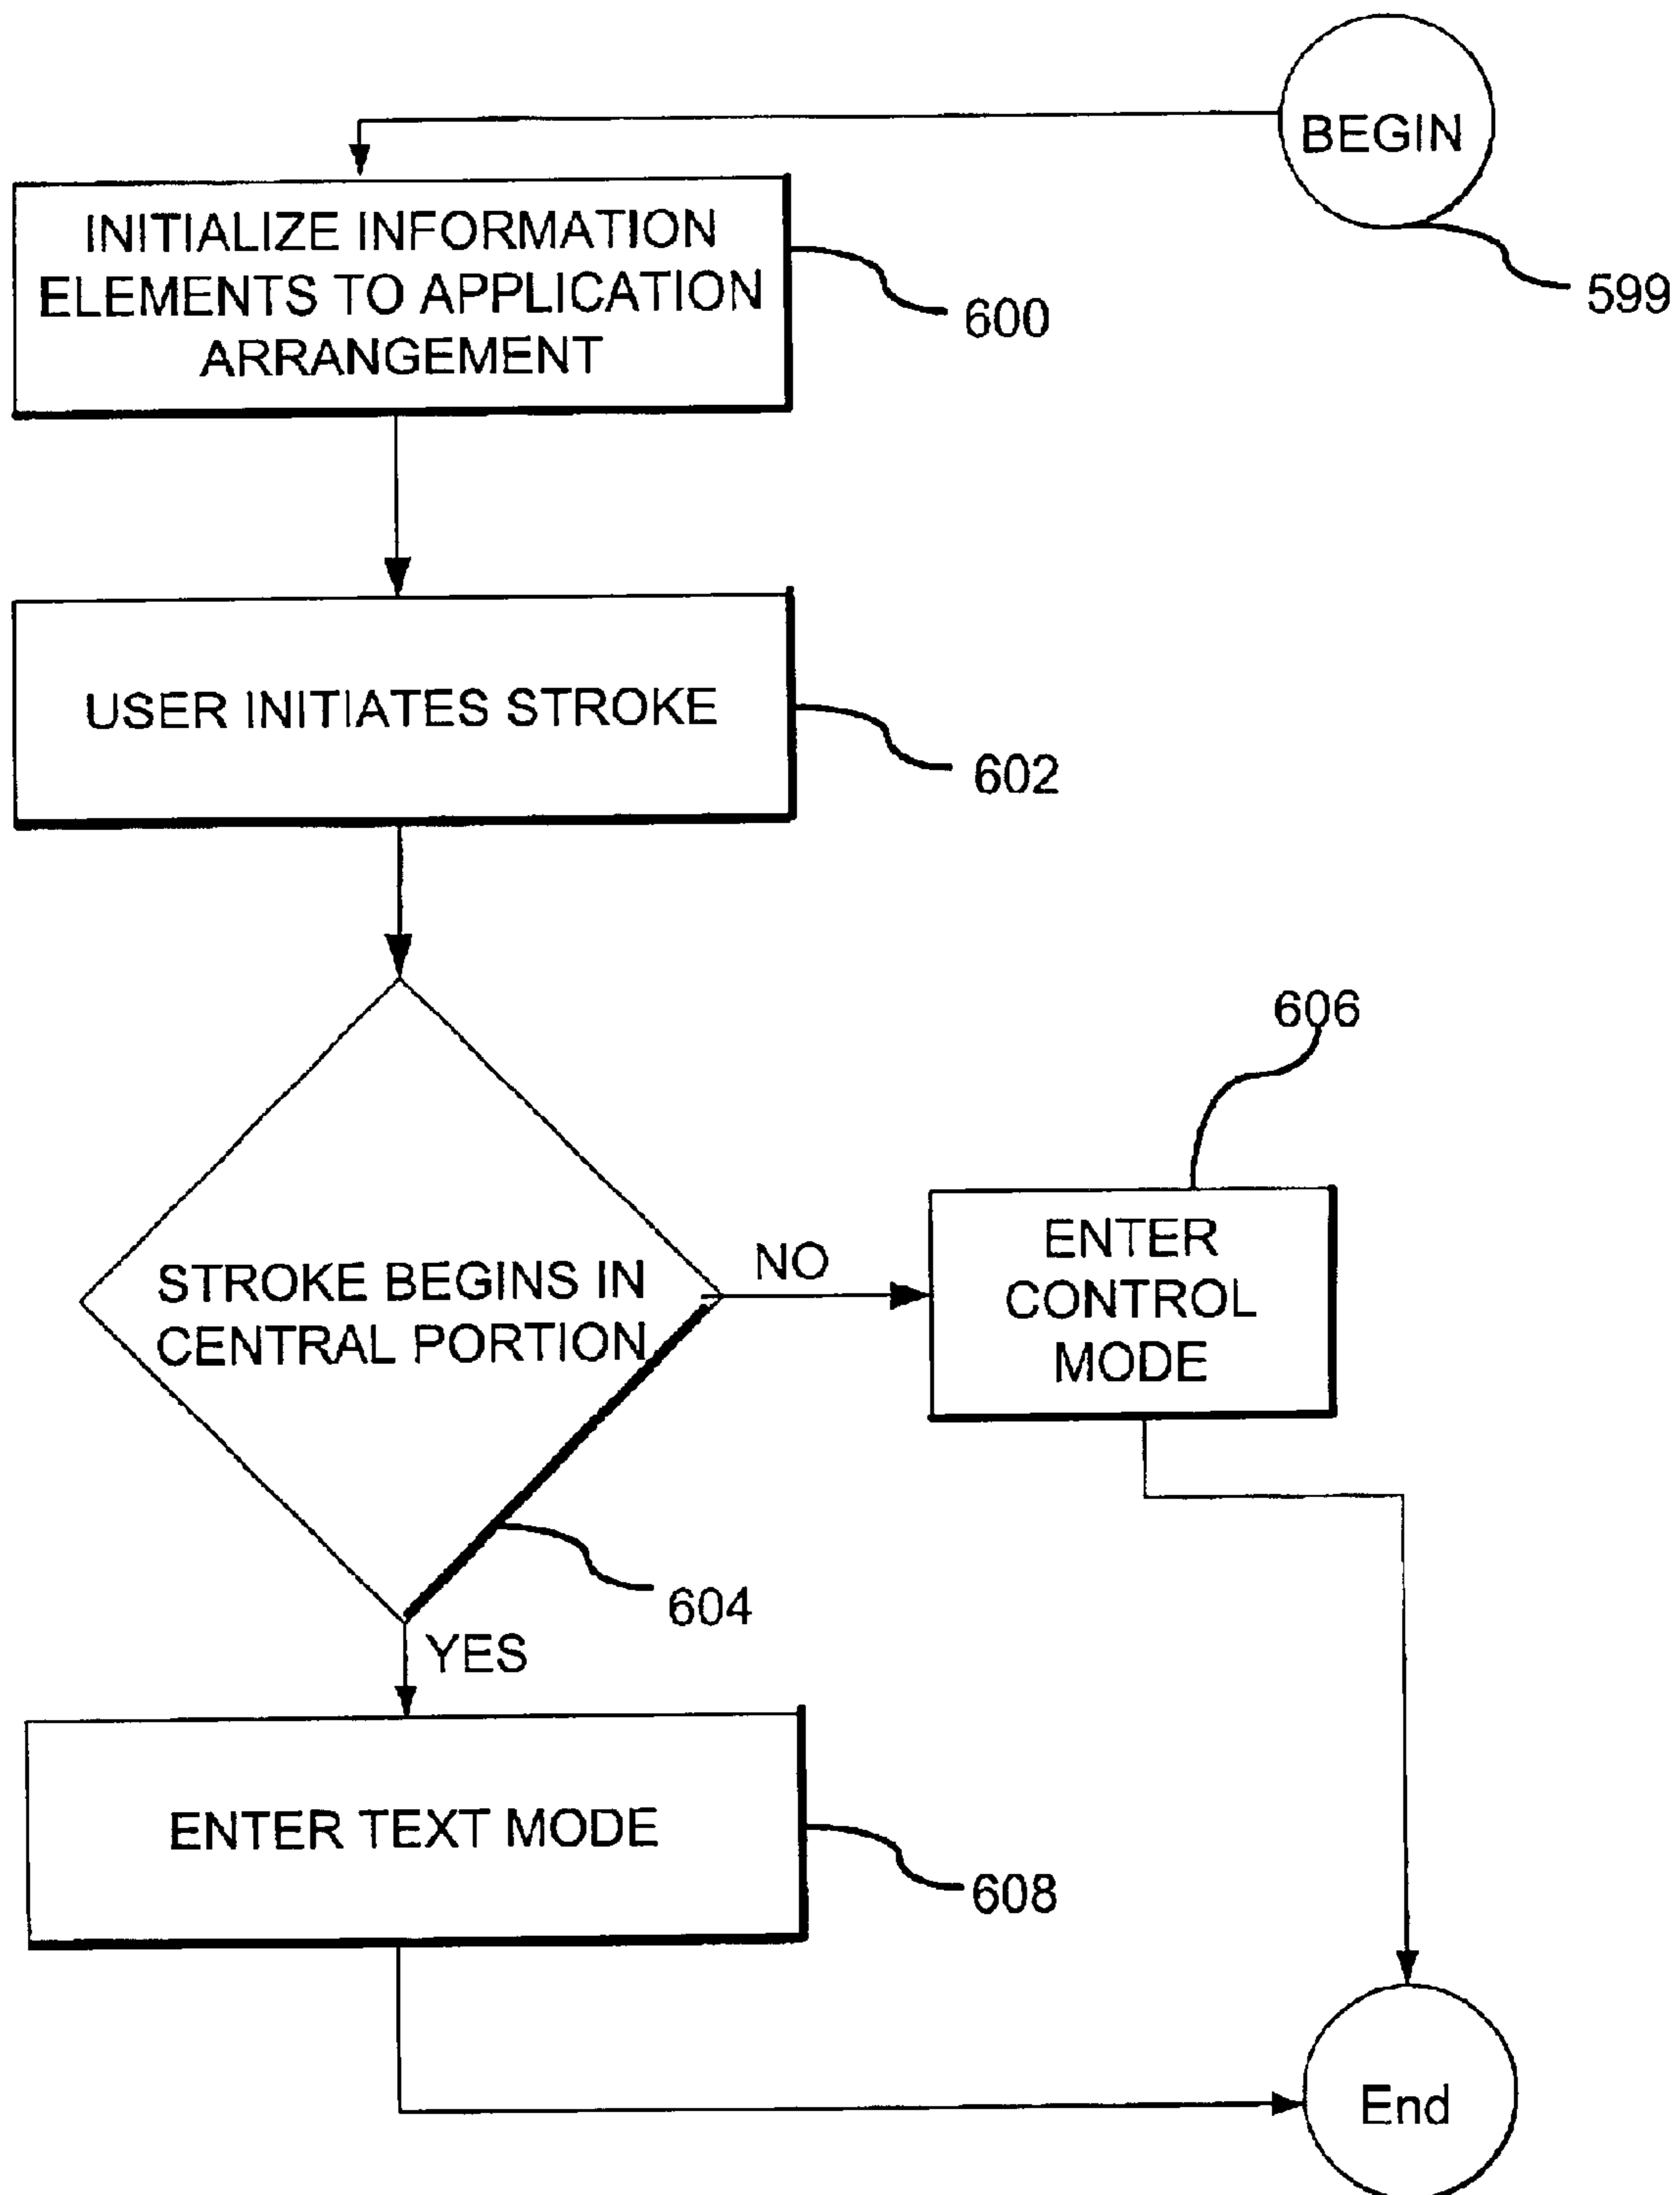 BEGIN
599
INITIALIZE INFORMATION
ELEMENTS TO APPLICATION
ARRANGEMENT
600
USER INITIATES STROKE
602
STROKE BEGINS IN
CENTRAL PORTION
604
NO
606
ENTER
CONTROL
MODE
YES
ENTER TEXT MODE
608
End